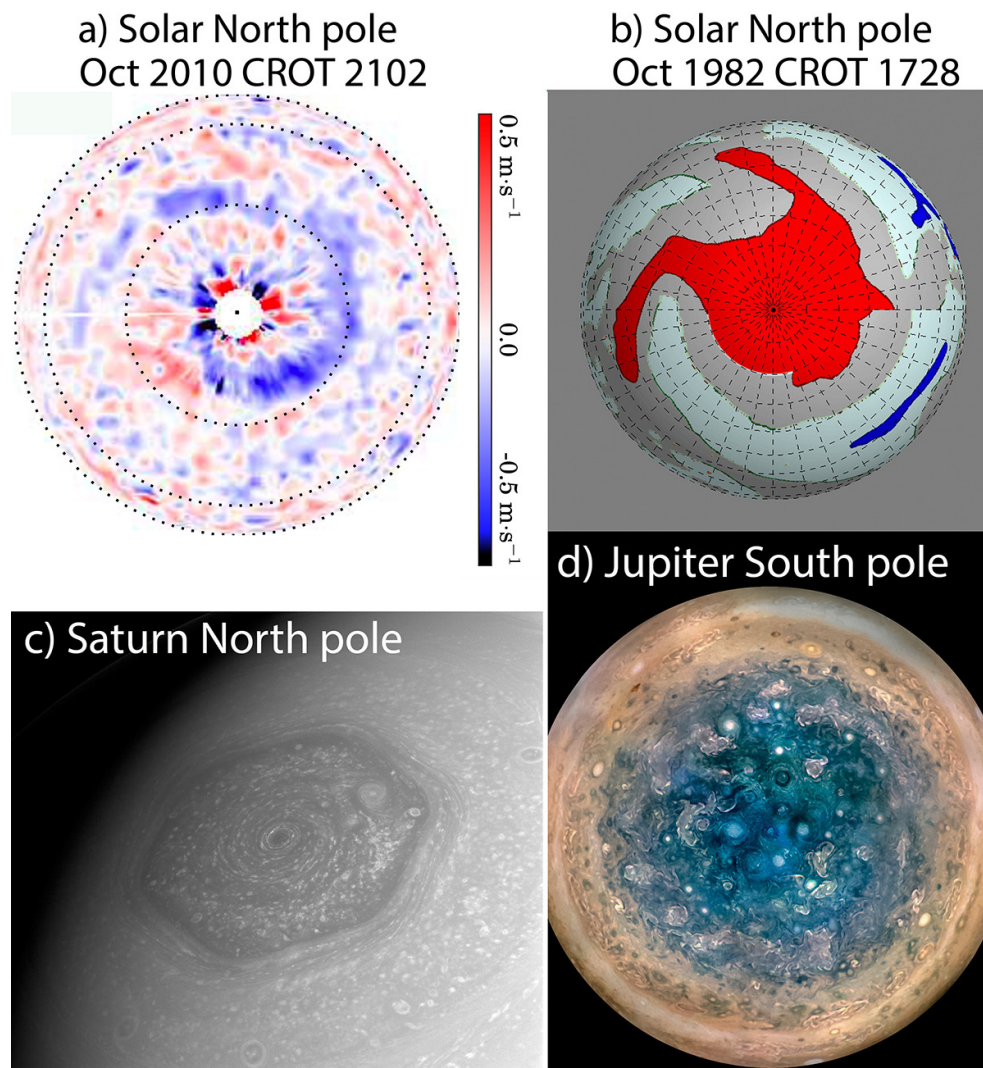 a) Solar North pole
Oct 2010 CROT 2102
b) Solar North pole
Oct 1982 CROT 1728
0.5 m·s⁻¹
0.0
-0.5 m·s⁻¹
c) Saturn North pole
d) Jupiter South pole